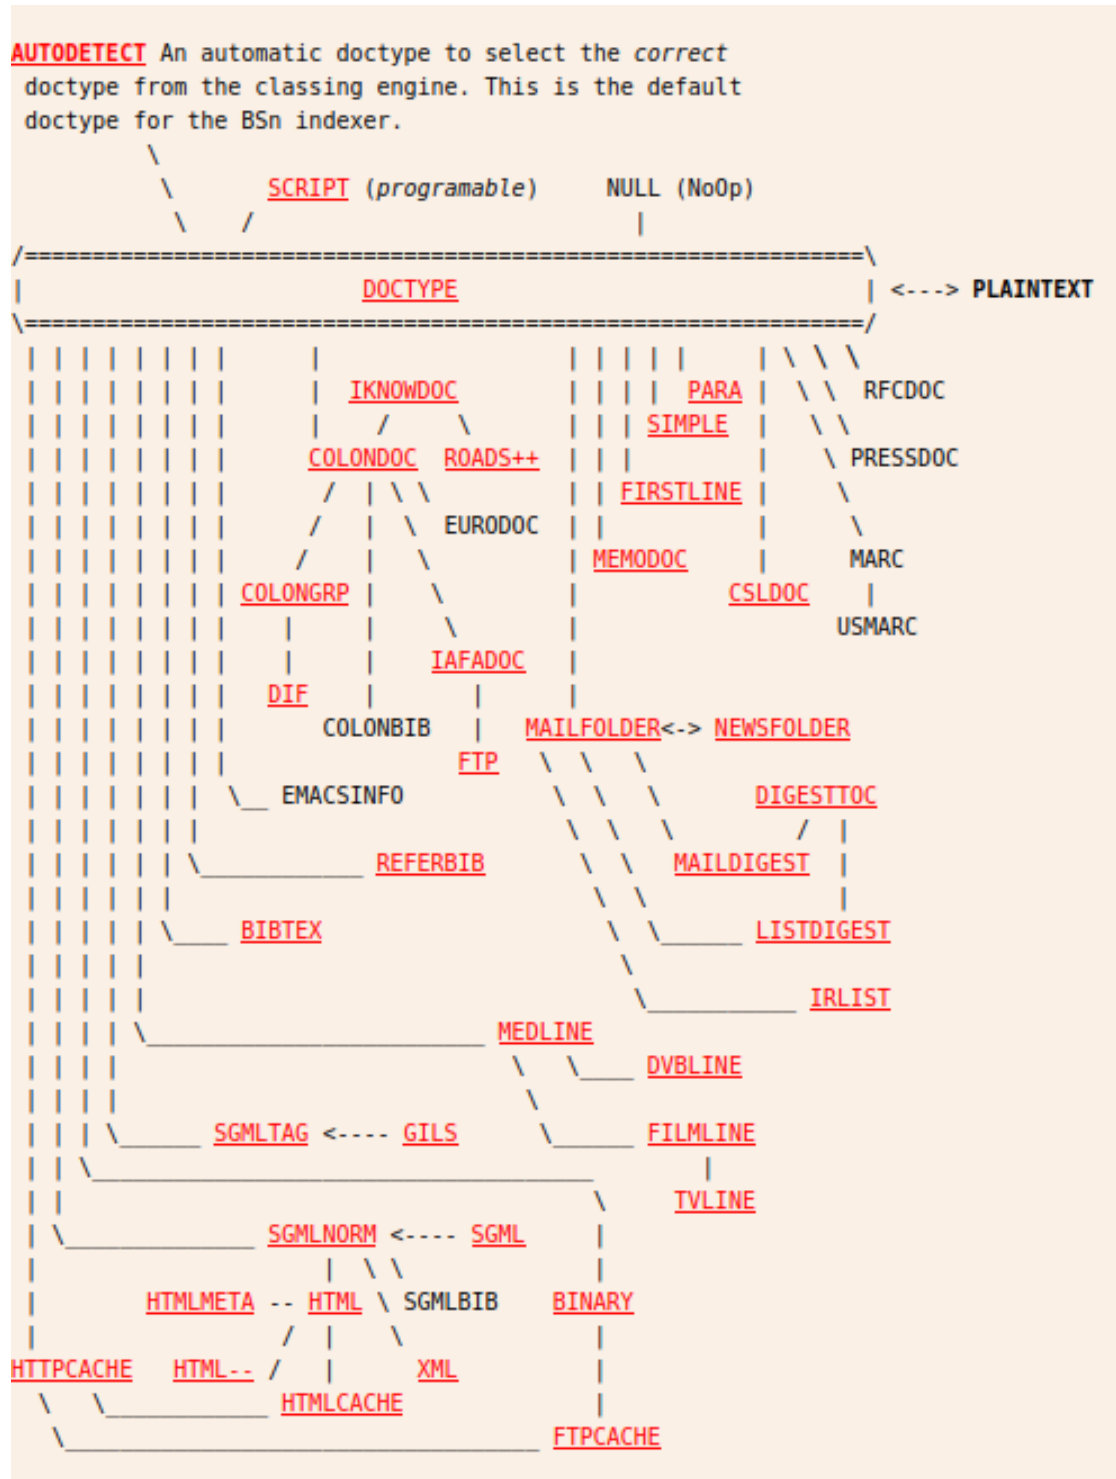 AUTODETECT An automatic doctype to select the correct
doctype from the classing engine. This is the default
doctype for the BSn indexer.
SCRIPT (programable) NULL (NoOp)
DOCTYPE <---> PLAINTEXT
IKNOWDOC PARA RFCDOC
SIMPLE
COLONDOC ROADS++ PRESSDOC
FIRSTLINE
EURODOC
MEMODOC MARC
COLONGRP CSLDOC
USMARC
IAFADOC
DIF
COLONBIB MAILFOLDER<-> NEWSFOLDER
FTP
EMACSINFO DIGESTTOC
REFERBIB MAILDIGEST
BIBTEX LISTDIGEST
IRLIST
MEDLINE
DVBLINE
SGMLTAG <---- GILS FILMLINE
TVLINE
SGMLNORM <---- SGML
HTMLMETA -- HTML SGMLBIB BINARY
HTTPCACHE HTML-- XML
HTMLCACHE
FTPCACHE